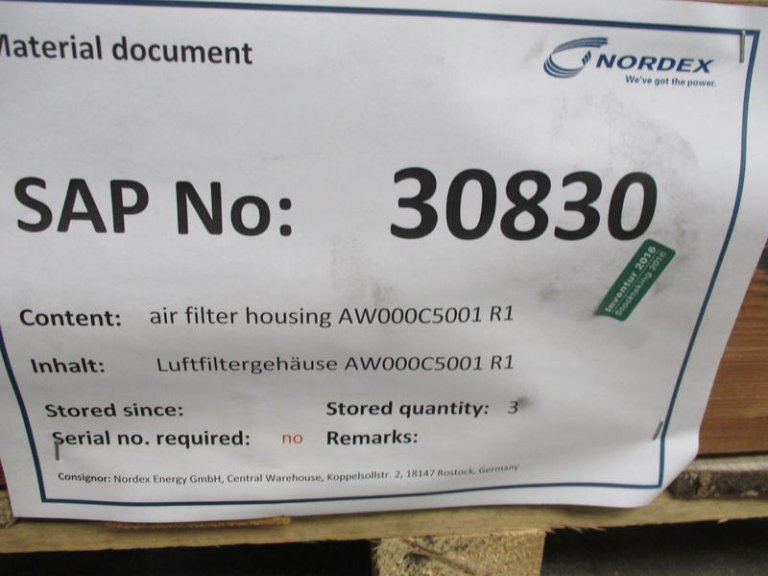 Material document
NORDEX
We've got the power.
SAP No: 30830
Inventur 2016
Stocktaking 2016
Content: air filter housing AW000C5001 R1
Inhalt: Luftfiltergehäuse AW000C5001 R1
Stored since: Stored quantity: 3
Serial no. required: no Remarks:
Consignor: Nordex Energy GmbH, Central Warehouse, Koppelsollstr. 2, 18147 Rostock, Germany